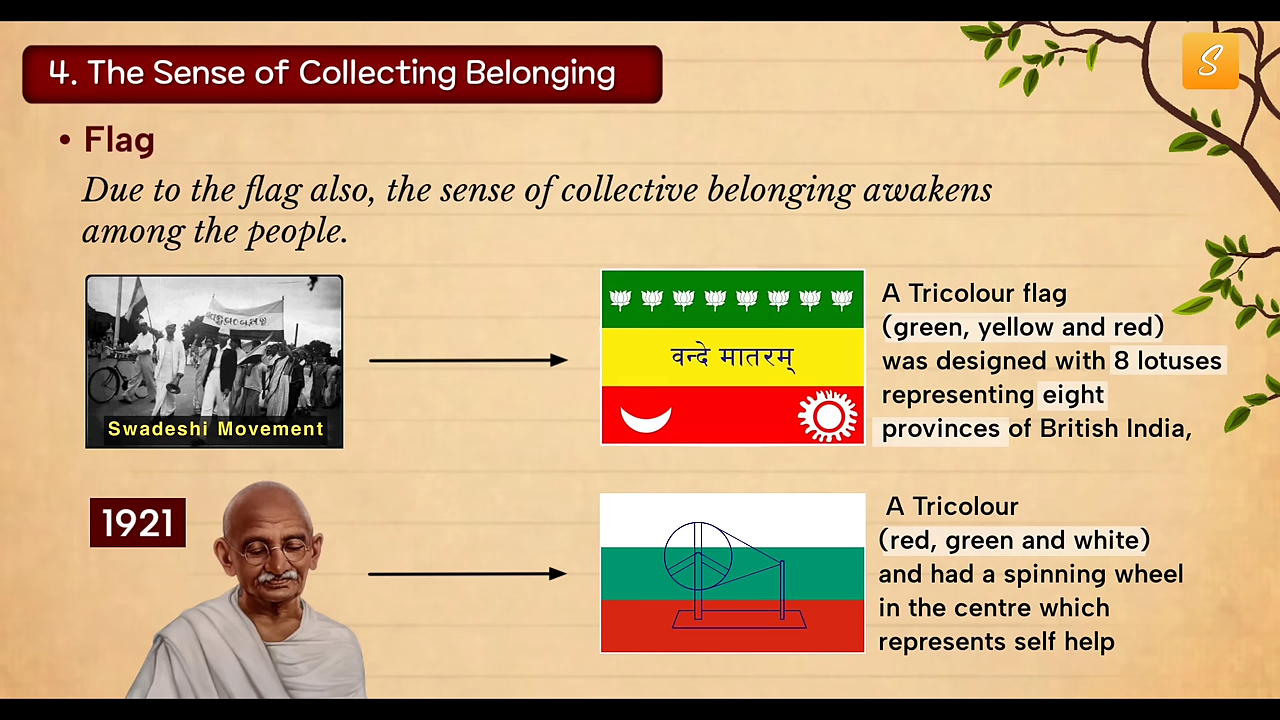 4. The Sense of Collecting Belonging
S
• Flag
Due to the flag also, the sense of collective belonging awakens
among the people.
Swadeshi Movement
वन्दे मातरम्
A Tricolour flag
(green, yellow and red)
was designed with 8 lotuses
representing eight
provinces of British India,
1921
A Tricolour
(red, green and white)
and had a spinning wheel
in the centre which
represents self help